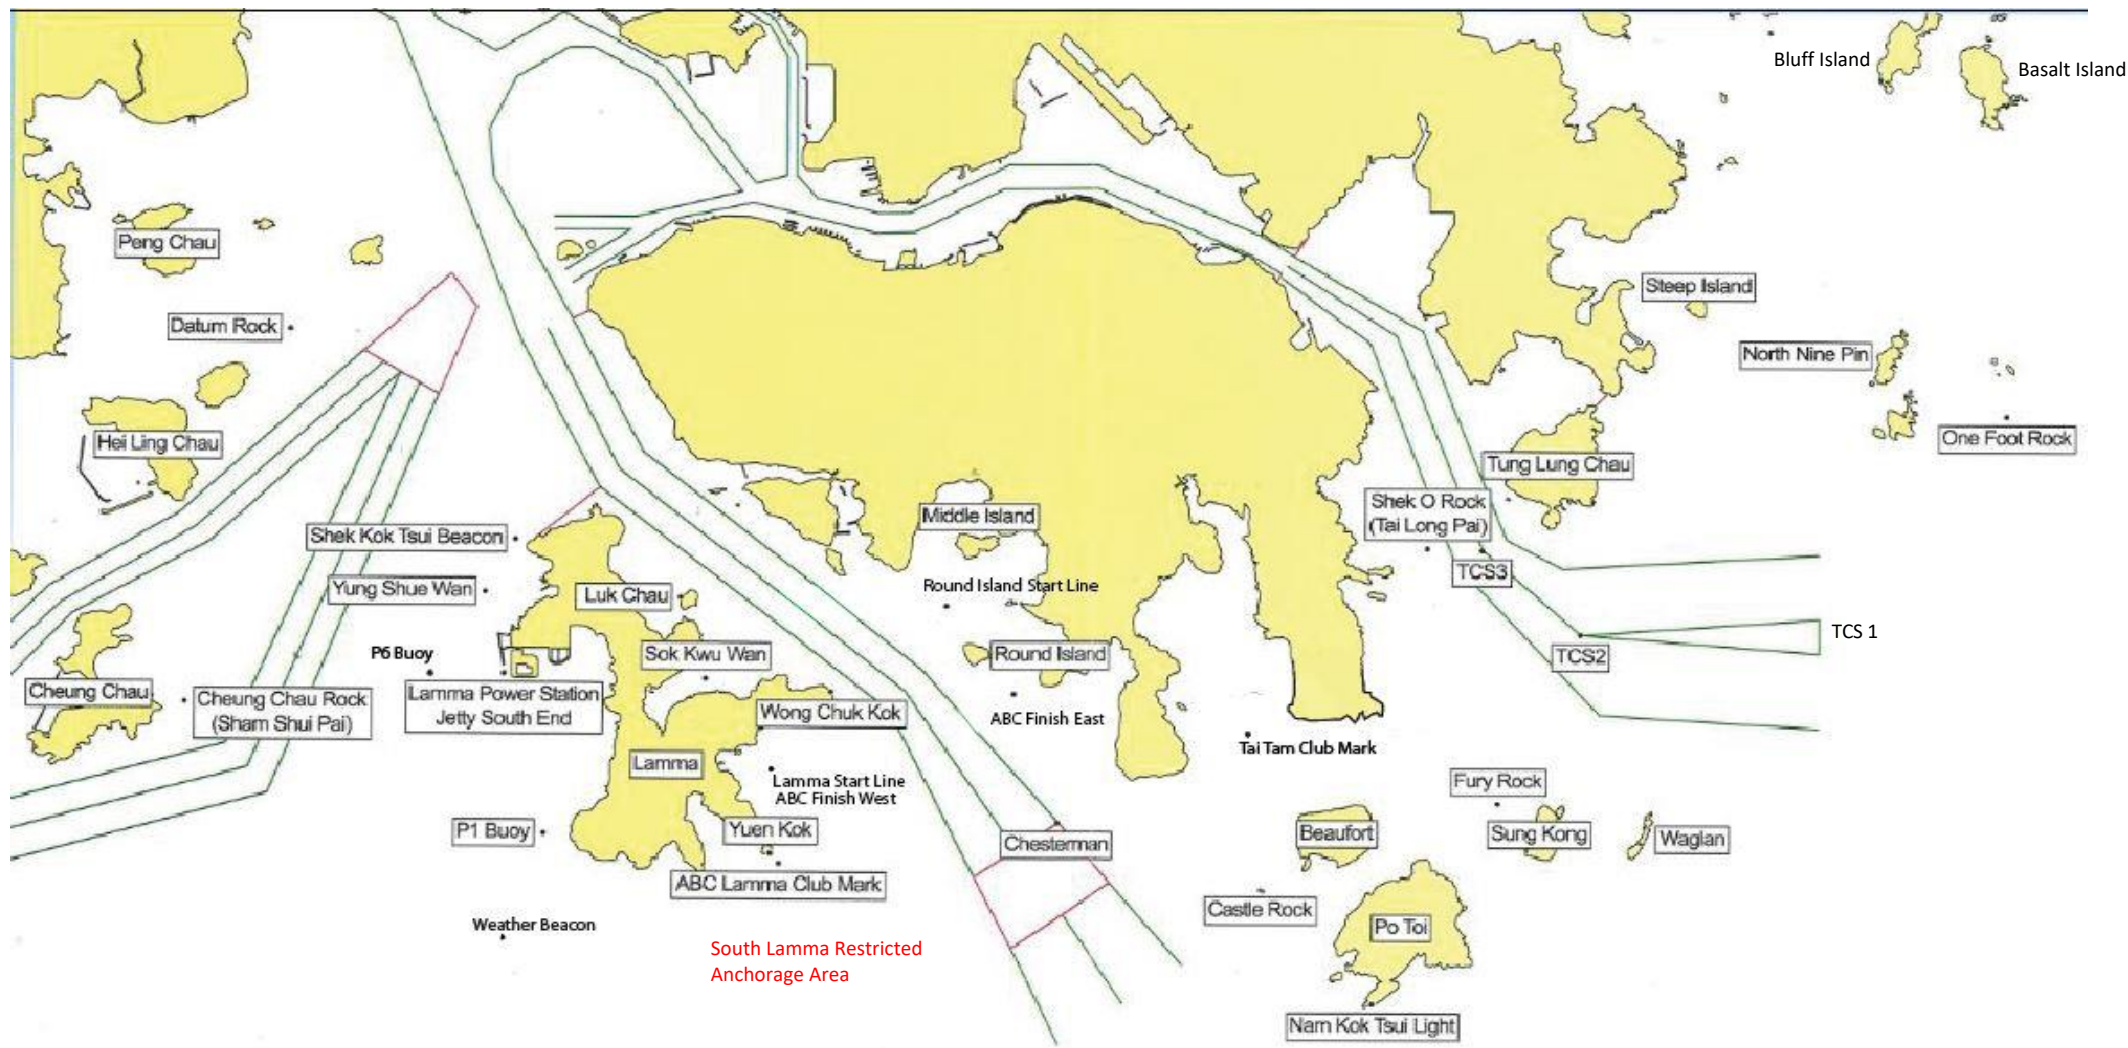 Bluff Island
Basalt Island
Peng Chau
Steep Island
Datum Rock
North Nine Pin
Hei Ling Chau
One Foot Rock
Tung Lung Chau
Shek O Rock
(Tai Long Pai)
Middle Island
Shek Kok Tsui Beacon
TCS3
Yung Shue Wan
Luk Chau
Round Island Start Line
TCS 1
P6 Buoy
Sok Kwu Wan
Round Island
TCS2
Cheung Chau
Cheung Chau Rock
(Sham Shui Pai)
Lamma Power Station
Jetty South End
Wong Chuk Kok
ABC Finish East
Tai Tam Club Mark
Lamma
Lamma Start Line
ABC Finish West
Fury Rock
P1 Buoy
Yuen Kok
Chesterman
Beaufort
Sung Kong
Waglan
ABC Lamma Club Mark
Castle Rock
Po Toi
Weather Beacon
South Lamma Restricted
Anchorage Area
Nam Kok Tsui Light